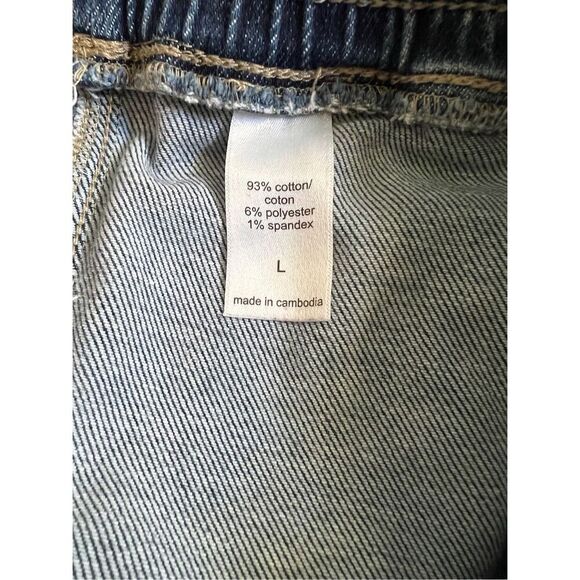 93% cotton/
coton
6% polyester
1% spandex
L
made in cambodia